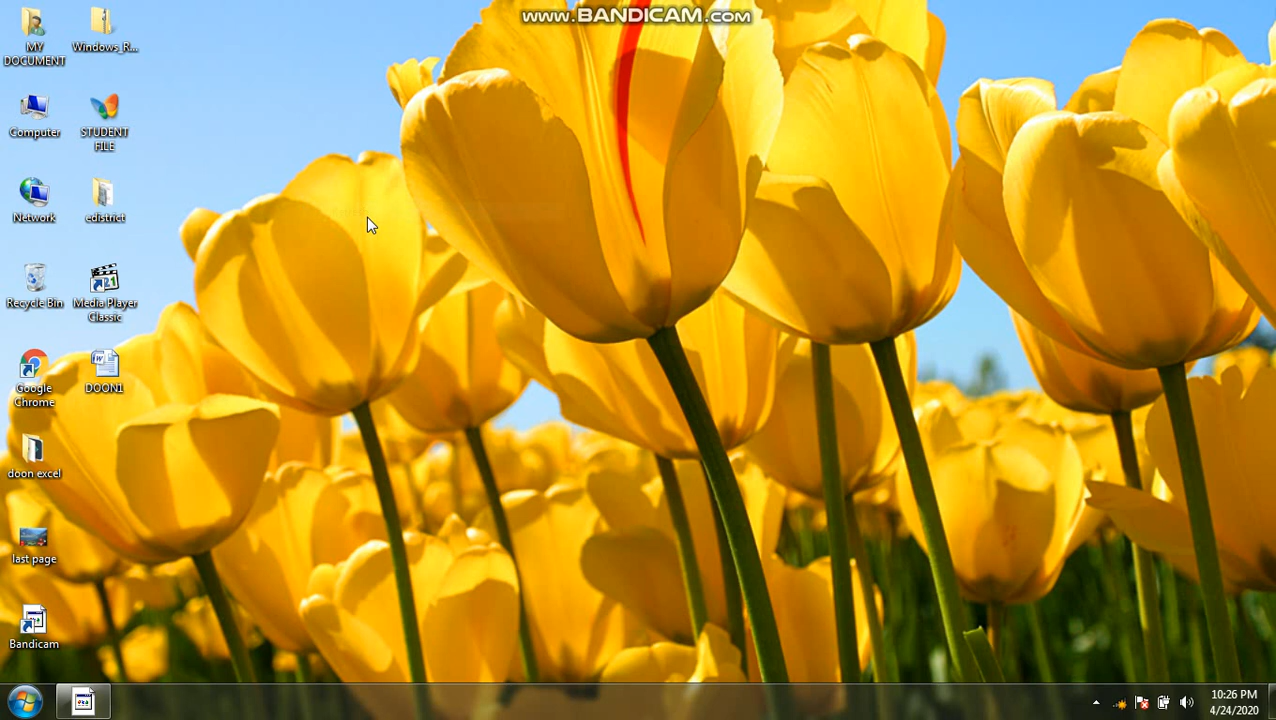 www.BANDICAM.com
MY
DOCUMENT
Windows_R...
Computer
STUDENT
FILE
Network
edistrict
Recycle Bin
Media Player
Classic
Google
Chrome
DOON1
doon excel
last page
Bandicam
10:26 PM
4/24/2020